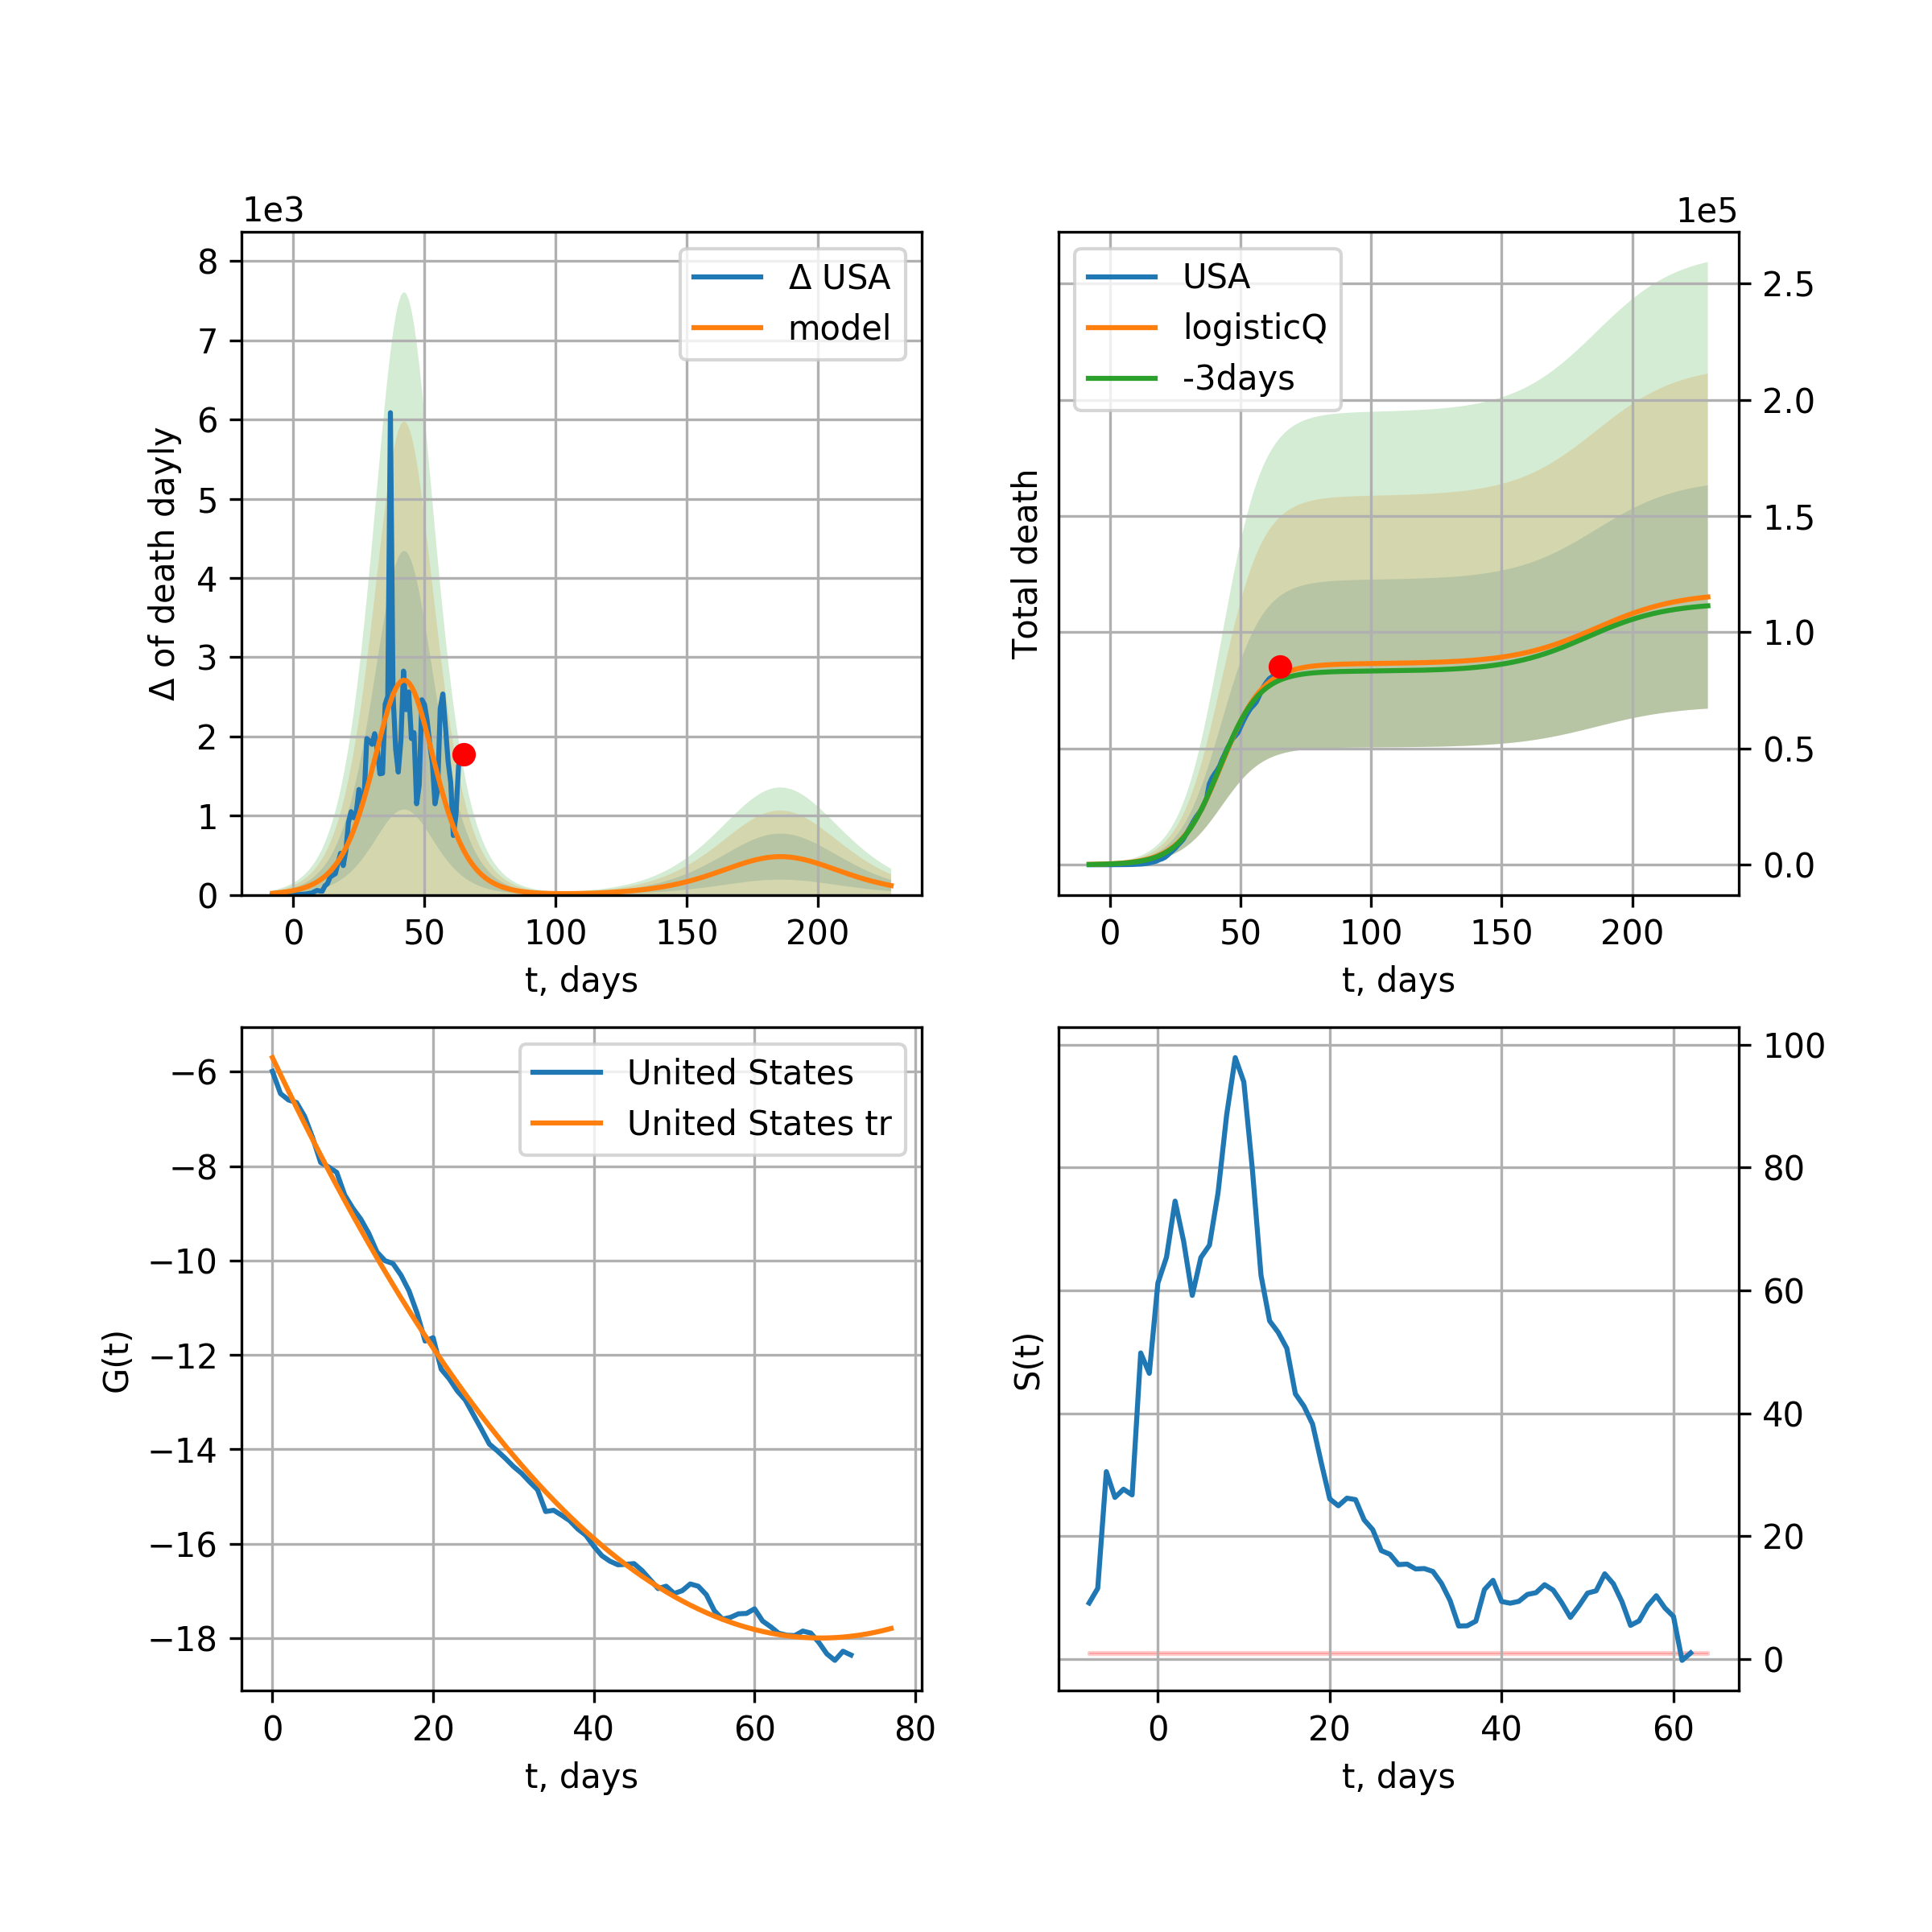 1e3
8
7
6
5
4
3
2
1
0
Δ of death dayly
Δ USA
model
0 50 100 150 200
t, days
1e5
USA
logisticQ
-3days
Total death
2.5
2.0
1.5
1.0
0.5
0.0
0 50 100 150 200
t, days
−6
−8
−10
−12
−14
−16
−18
G(t)
United States
United States tr
0 20 40 60 80
t, days
S(t)
100
80
60
40
20
0
0 20 40 60
t, days